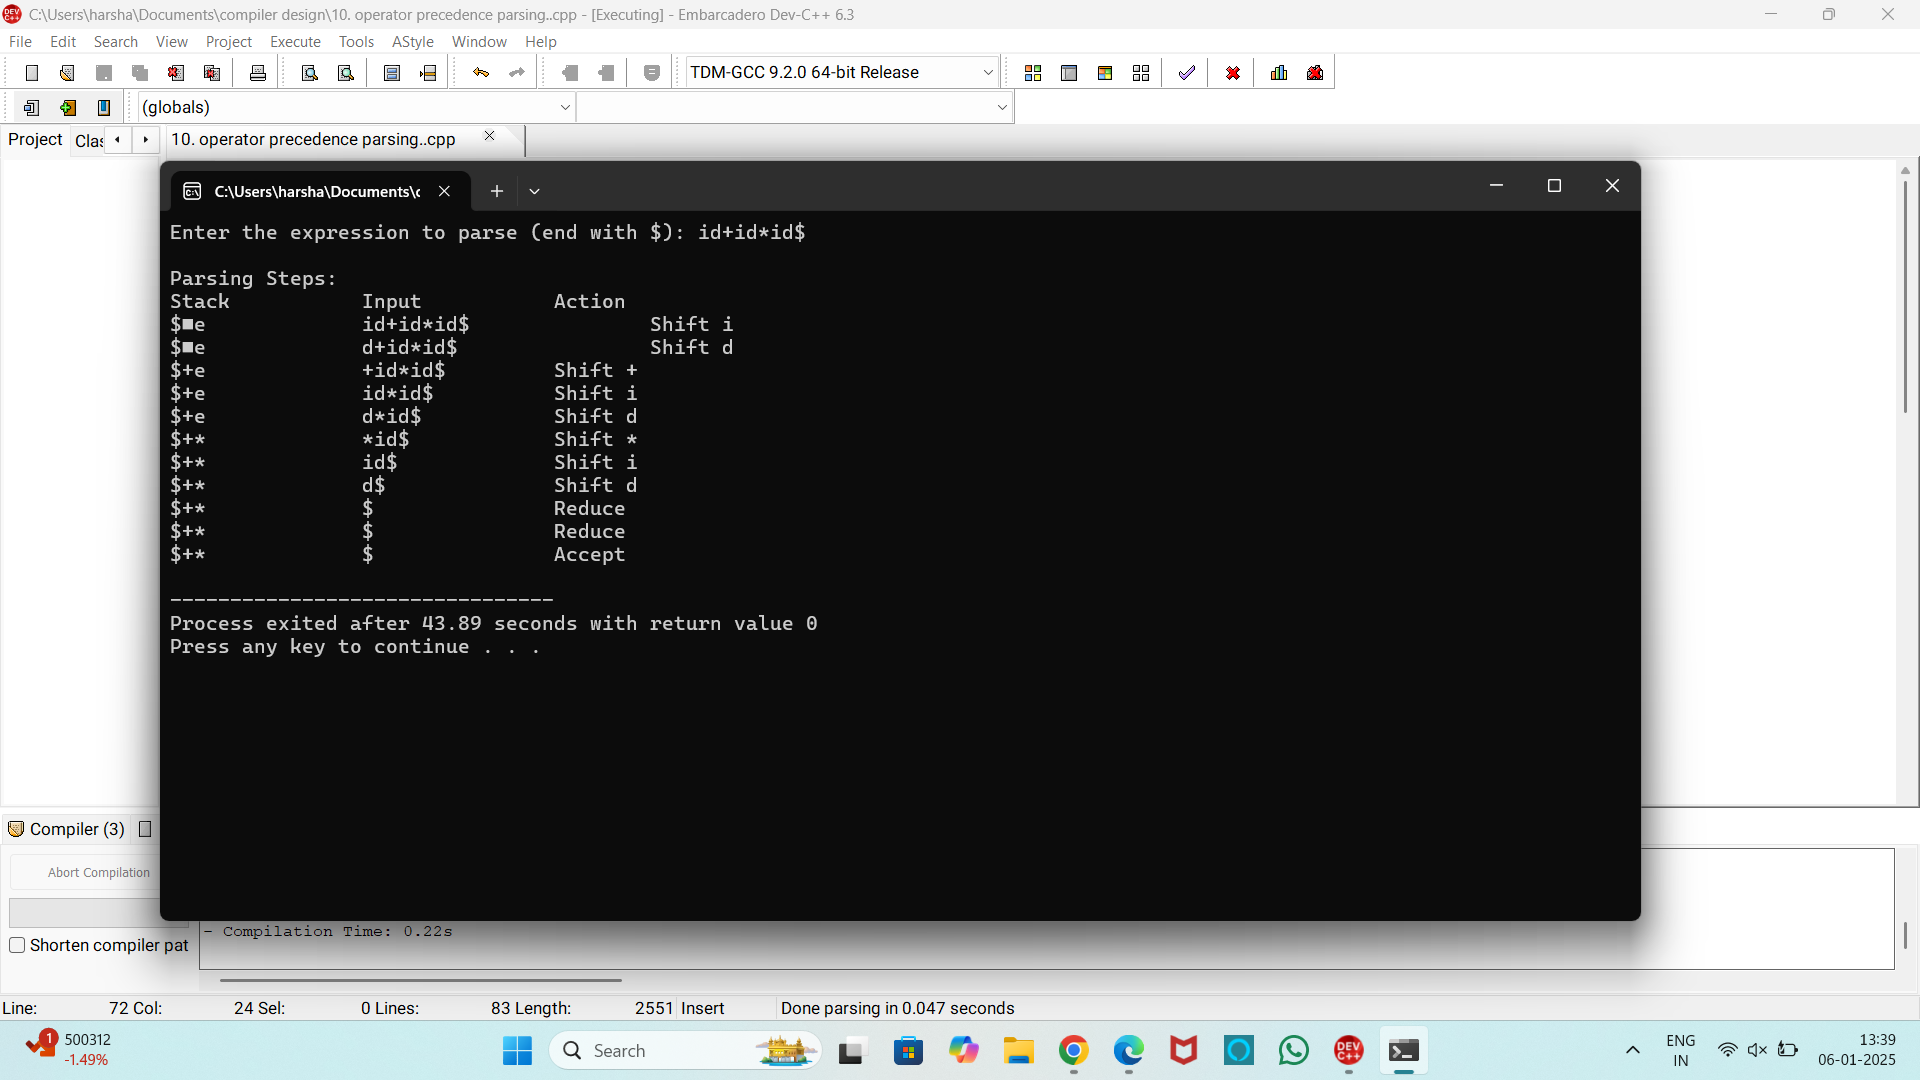 C:\Users\harsha\Documents\compiler design\10. operator precedence parsing..cpp - [Executing] - Embarcadero Dev-C++ 6.3
File Edit Search View Project Execute Tools AStyle Window Help
TDM-GCC 9.2.0 64-bit Release
(globals)
Project Clas 10. operator precedence parsing..cpp
C:\Users\harsha\Documents\c
Enter the expression to parse (end with $): id+id*id$
Parsing Steps:
Stack Input Action
$■e id+id*id$ Shift i
$■e d+id*id$ Shift d
$+e +id*id$ Shift +
$+e id*id$ Shift i
$+e d*id$ Shift d
$+* *id$ Shift *
$+* id$ Shift i
$+* d$ Shift d
$+* $ Reduce
$+* $ Reduce
$+* $ Accept
--------------------------------
Process exited after 43.89 seconds with return value 0
Press any key to continue . . .
Compiler (3)
Abort Compilation
- Compilation Time: 0.22s
Shorten compiler pat
Line: 72 Col: 24 Sel: 0 Lines: 83 Length: 2551 Insert Done parsing in 0.047 seconds
1 500312
-1.49%
Search
DEV C++
ENG
IN
13:39
06-01-2025